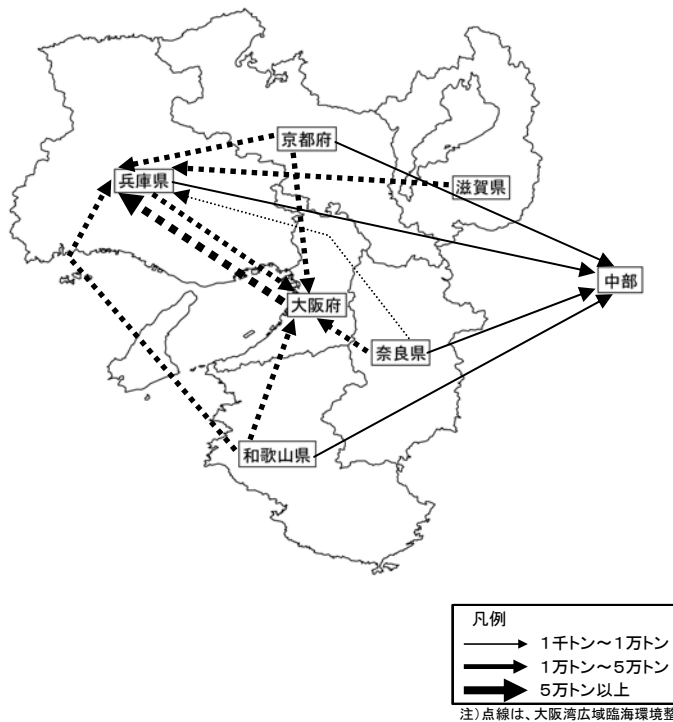 京都府
兵庫県
滋賀県
中部
大阪府
奈良県
和歌山県
凡例
1千トン～1万トン
1万トン～5万トン
5万トン以上
注)点線は、大阪湾広域臨海環境整